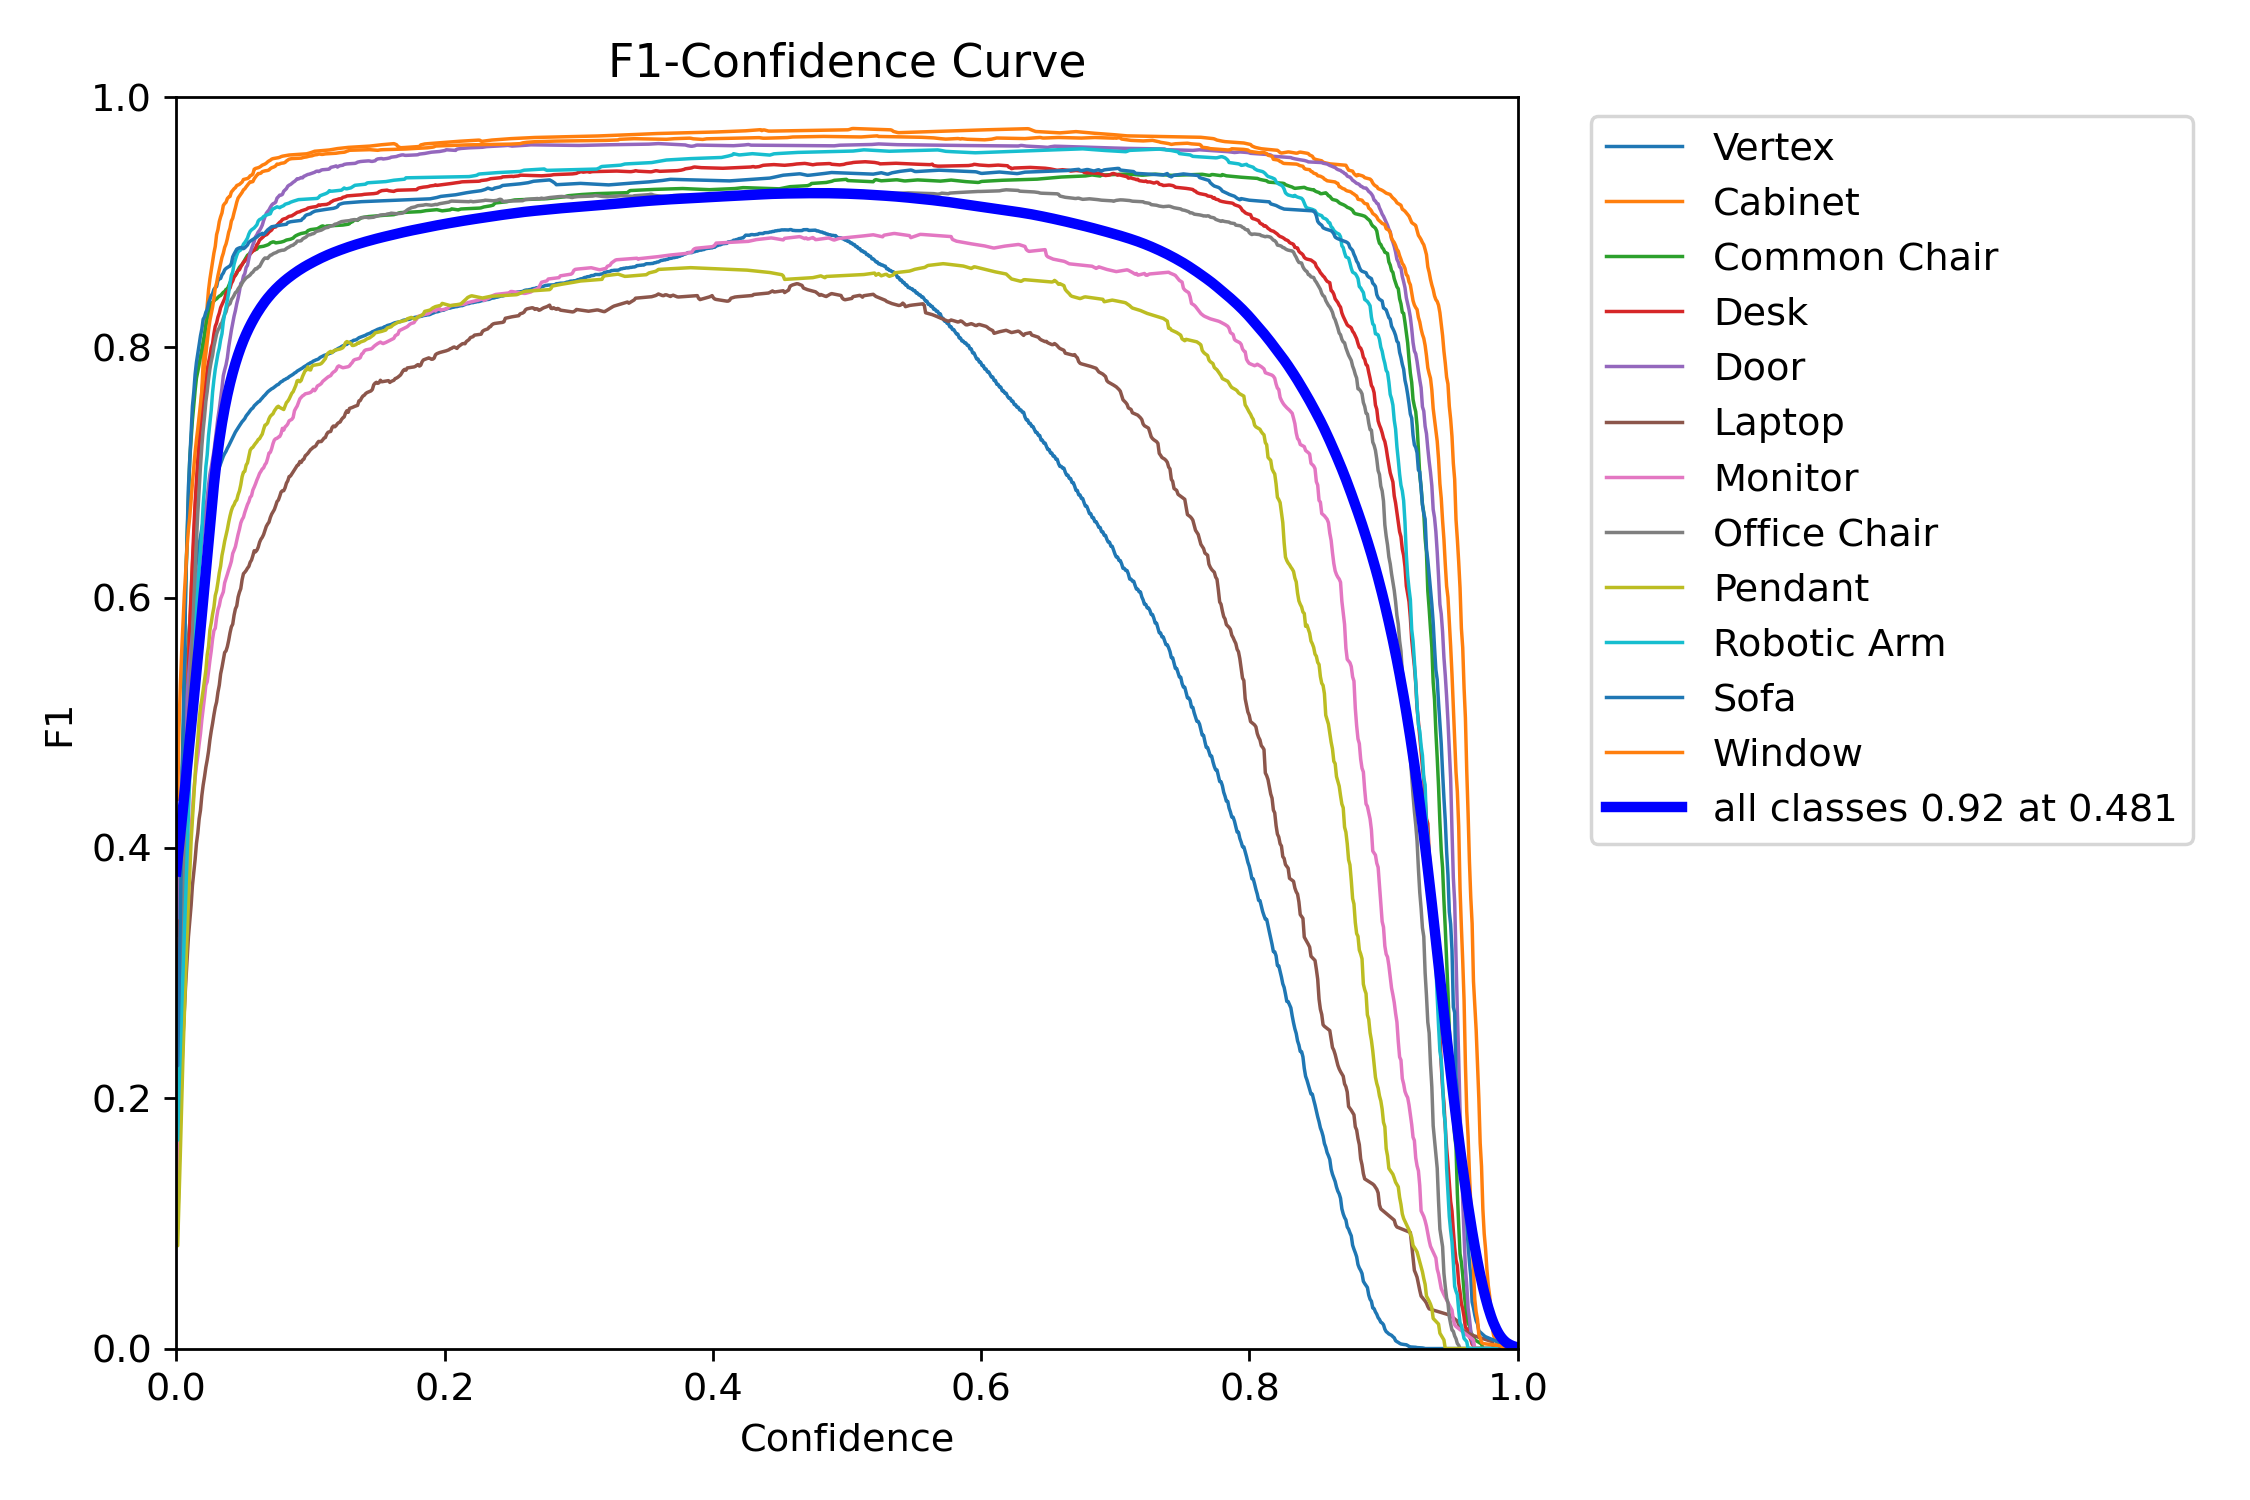 F1-Confidence Curve
1.0
0.8
0.6
0.4
0.2
0.0
F1
0.0 0.2 0.4 0.6 0.8 1.0
Confidence
Vertex
Cabinet
Common Chair
Desk
Door
Laptop
Monitor
Office Chair
Pendant
Robotic Arm
Sofa
Window
all classes 0.92 at 0.481